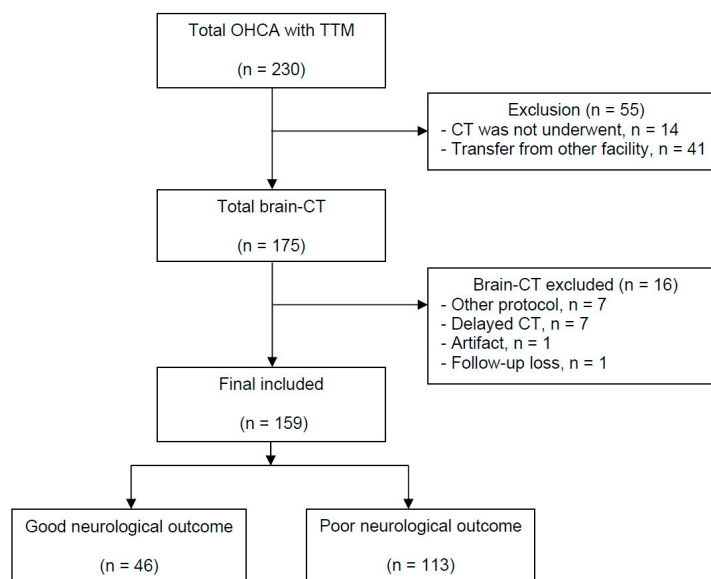 Total OHCA with TTM
(n = 230)
Exclusion (n = 55)
- CT was not underwent, n = 14
- Transfer from other facility, n = 41
Total brain-CT
(n = 175)
Brain-CT excluded (n = 16)
- Other protocol, n = 7
- Delayed CT, n = 7
- Artifact, n = 1
- Follow-up loss, n = 1
Final included
(n = 159)
Good neurological outcome
(n = 46)
Poor neurological outcome
(n = 113)